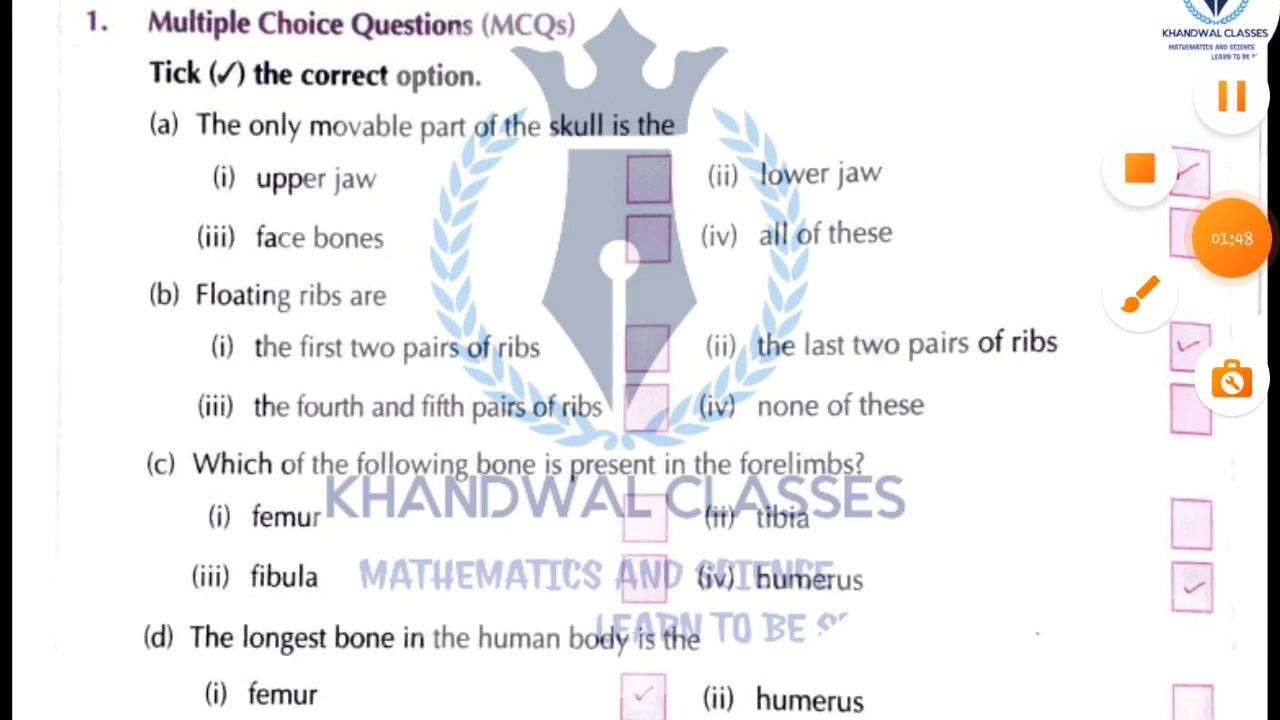 1. Multiple Choice Questions (MCQs)
KHANDWAL CLASSES
MATHEMATICS AND SCIENCE
LEARN TO BE
Tick (✓) the correct option.
(a) The only movable part of the skull is the
(i) upper jaw (ii) lower jaw ✓
(iii) face bones (iv) all of these
01:48
(b) Floating ribs are
(i) the first two pairs of ribs (ii) the last two pairs of ribs ✓
(iii) the fourth and fifth pairs of ribs (iv) none of these
(c) Which of the following bone is present in the forelimbs?
KHANDWAL CLASSES
(i) femur (ii) tibia
(iii) fibula (iv) humerus ✓
MATHEMATICS AND SCIENCE
LEARN TO BE
(d) The longest bone in the human body is the
(i) femur ✓ (ii) humerus